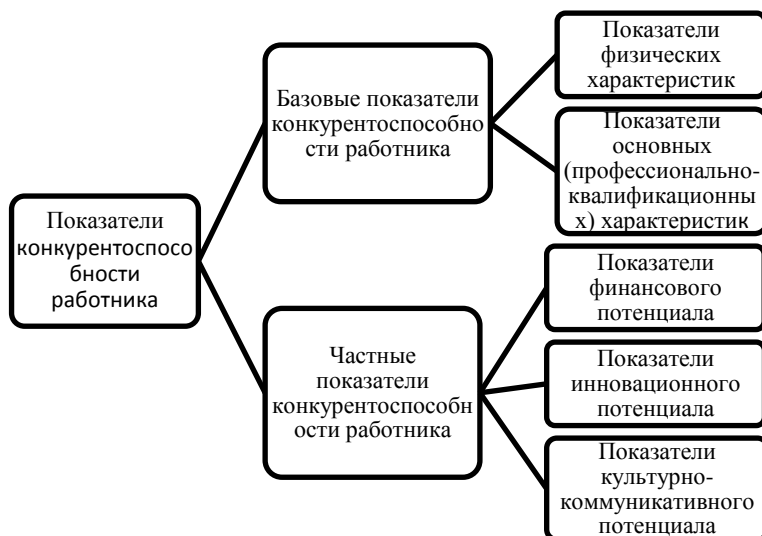 Показатели
конкурентоспосо
бности
работника
Базовые показатели
конкурентоспособно
сти работника
Показатели
физических
характеристик
Показатели
основных
(профессионально-
квалификационны
х) характеристик
Частные
показатели
конкурентоспособн
ости работника
Показатели
финансового
потенциала
Показатели
инновационного
потенциала
Показатели
культурно-
коммуникативного
потенциала